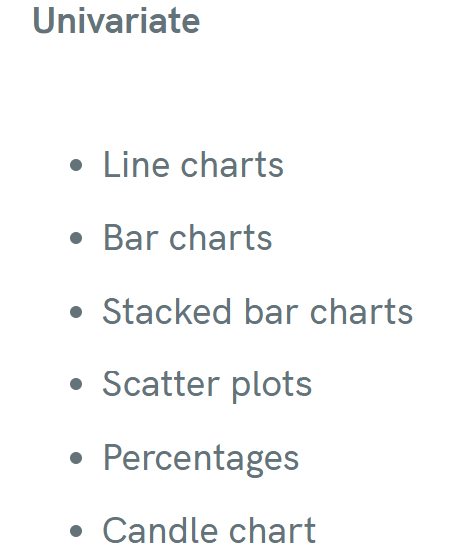 Univariate
• Line charts
• Bar charts
• Stacked bar charts
• Scatter plots
• Percentages
• Candle chart